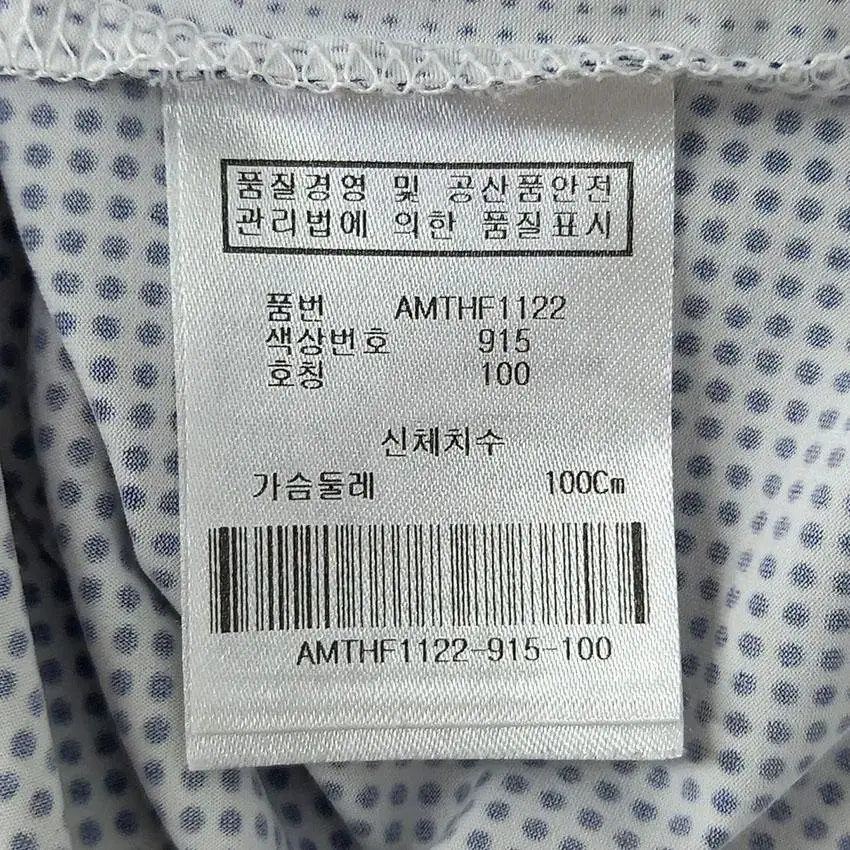 품질경영 및 공산품안전
관리법에 의한 품질표시
품번 AMTHF1122
색상번호 915
호칭 100
신체치수
가슴둘레 100Cm
AMTHF1122-915-100